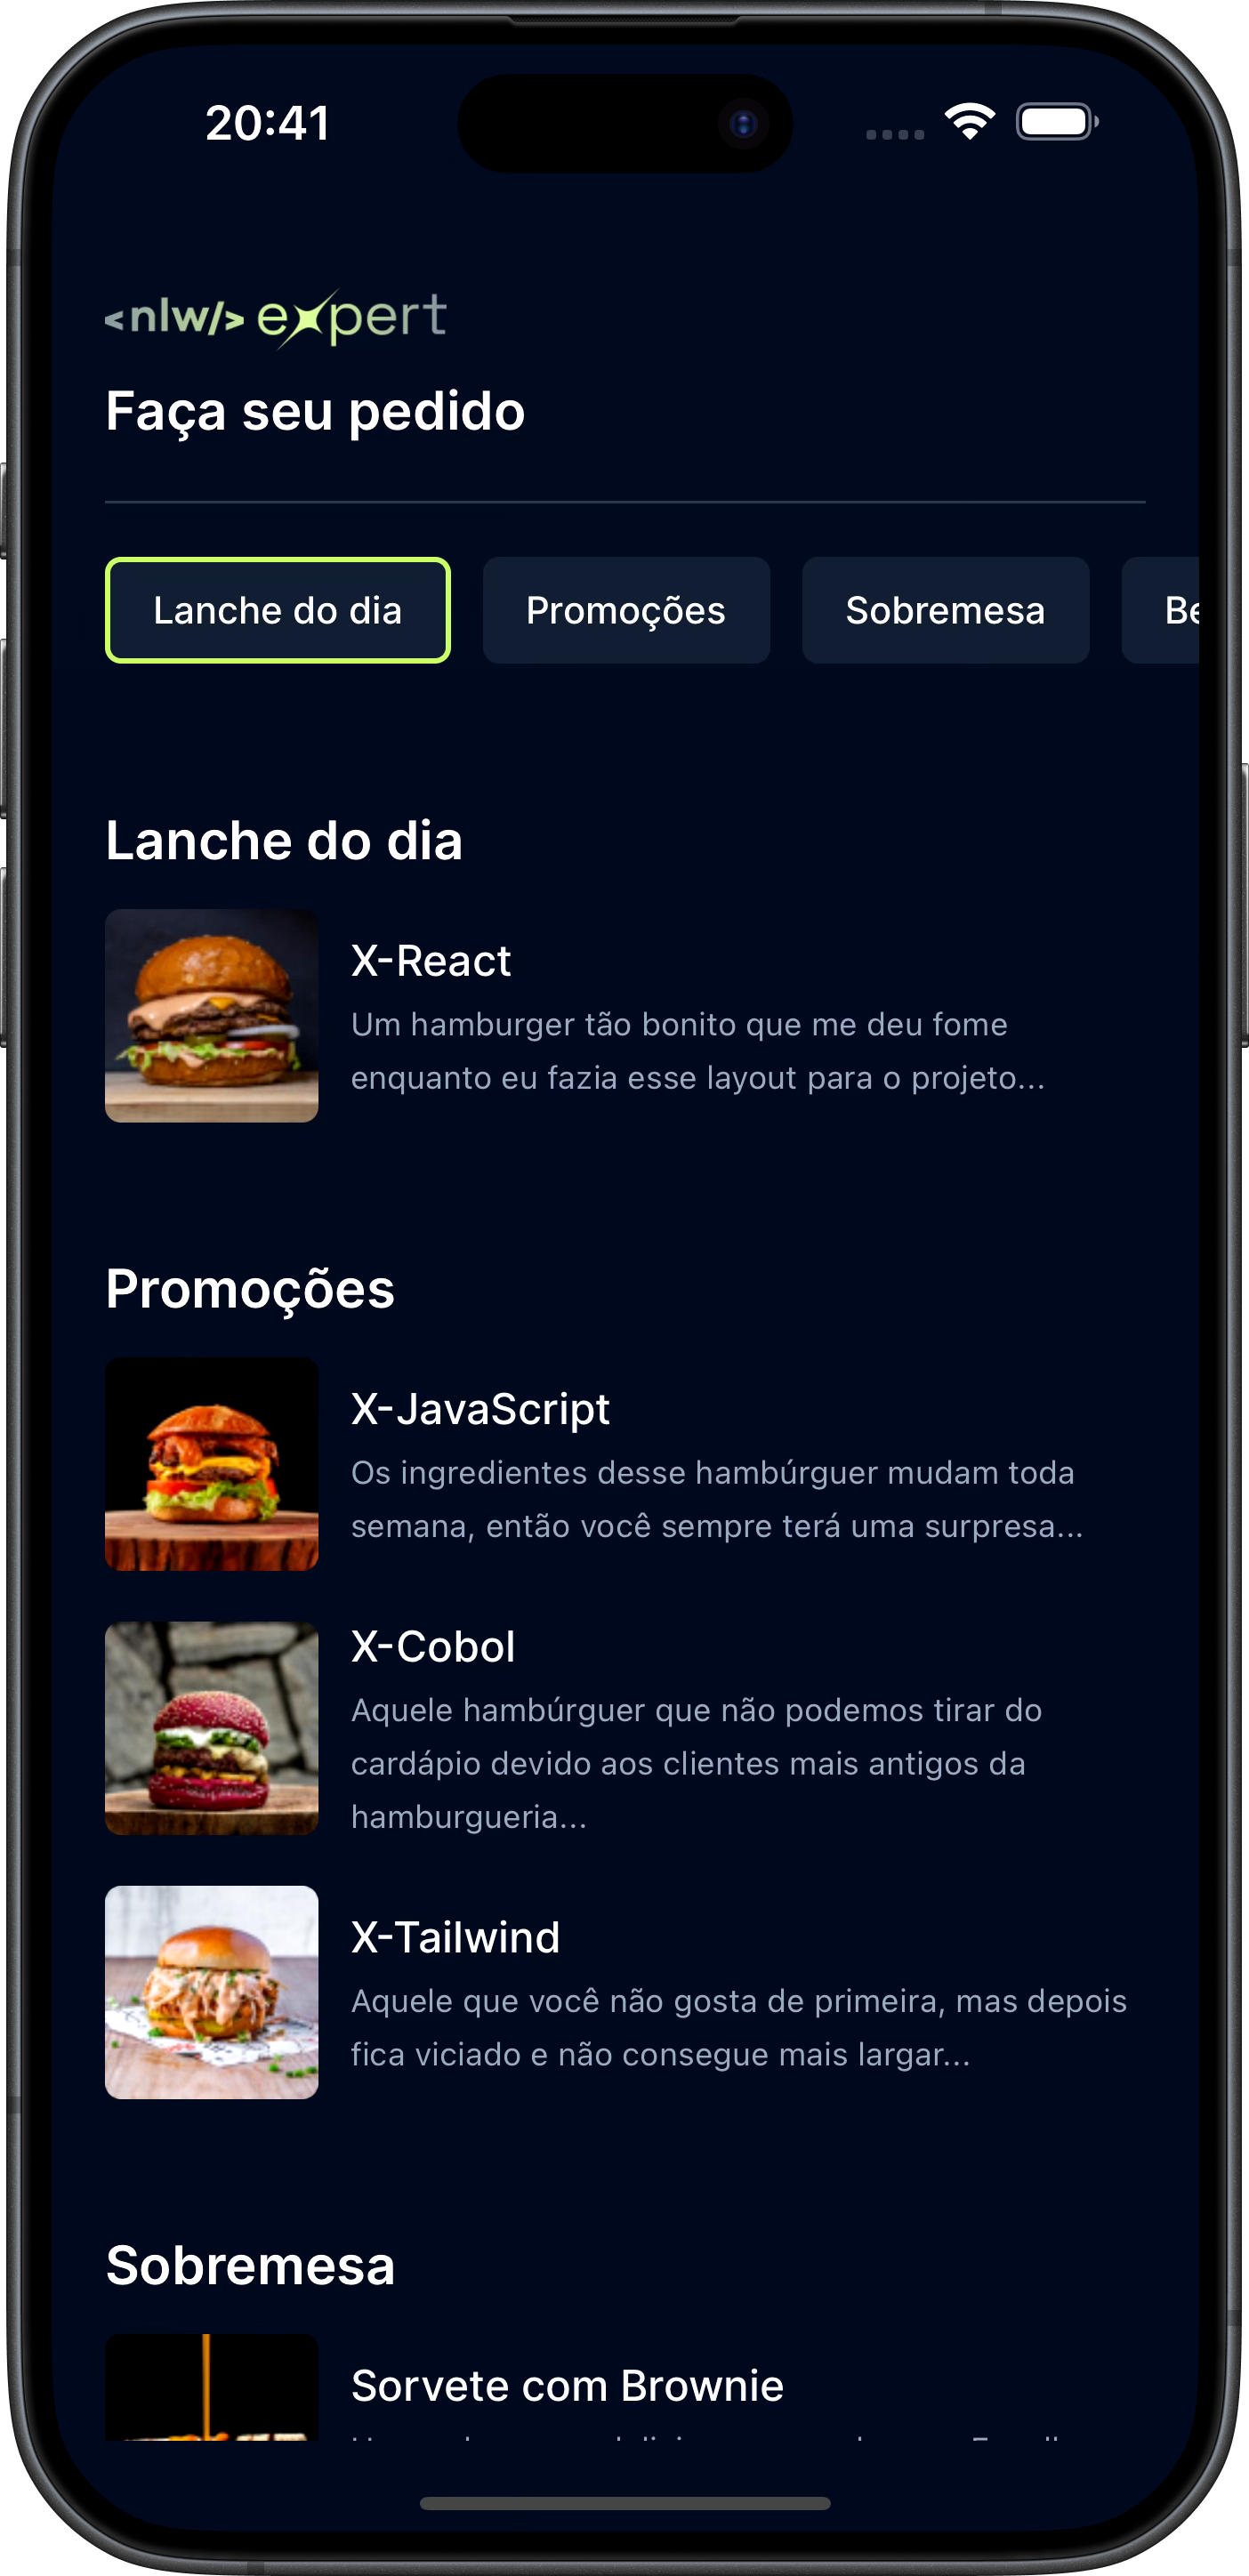 20:41
<nlw/> expert
Faça seu pedido
Lanche do dia
Promoções
Sobremesa
Be
Lanche do dia
X-React
Um hamburger tão bonito que me deu fome
enquanto eu fazia esse layout para o projeto...
Promoções
X-JavaScript
Os ingredientes desse hambúrguer mudam toda
semana, então você sempre terá uma surpresa...
X-Cobol
Aquele hambúrguer que não podemos tirar do
cardápio devido aos clientes mais antigos da
hamburgueria...
X-Tailwind
Aquele que você não gosta de primeira, mas depois
fica viciado e não consegue mais largar...
Sobremesa
Sorvete com Brownie